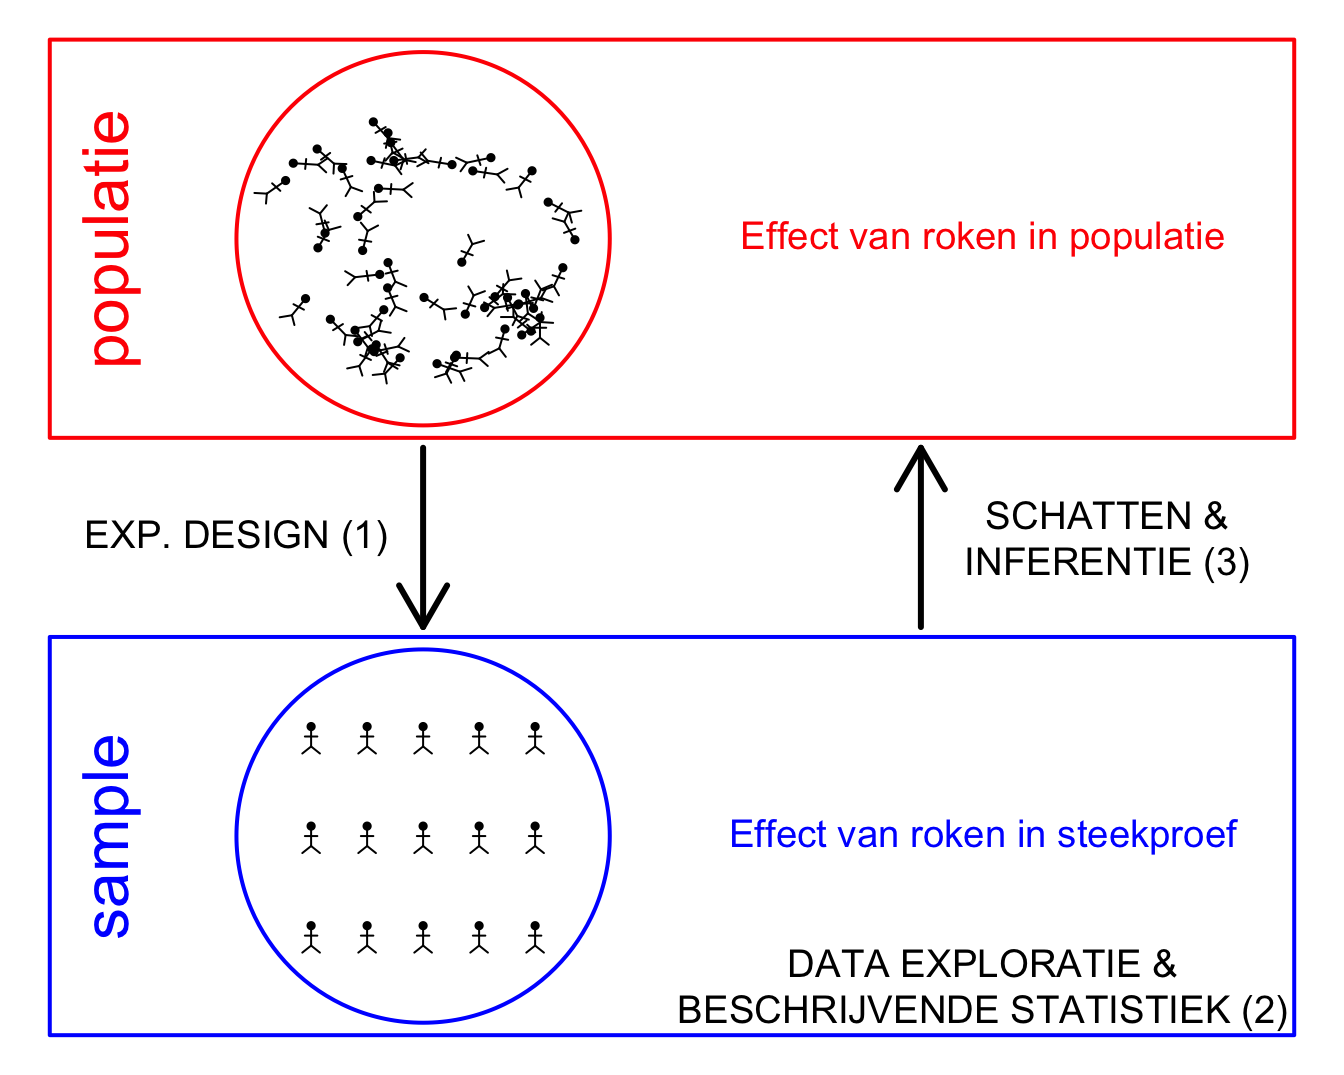 populatie
Effect van roken in populatie
EXP. DESIGN (1)
SCHATTEN &
INFERENTIE (3)
sample
Effect van roken in steekproef
DATA EXPLORATIE &
BESCHRIJVENDE STATISTIEK (2)